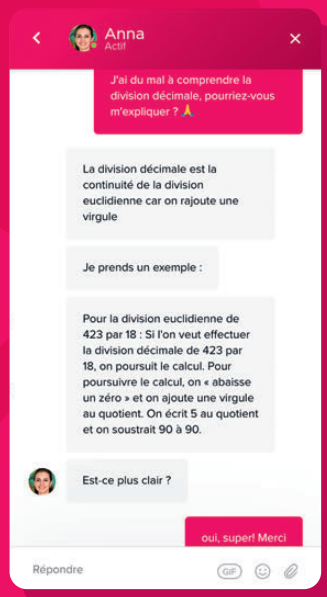 Anna
Actif
J'ai du mal à comprendre la
division décimale, pourriez-vous
m'expliquer ? 🙏
La division décimale est la
continuité de la division
euclidienne car on rajoute une
virgule
Je prends un exemple :
Pour la division euclidienne de
423 par 18 : Si l'on veut effectuer
la division décimale de 423 par
18, on poursuit le calcul. Pour
poursuivre le calcul, on « abaisse
un zéro » et on ajoute une virgule
au quotient. On écrit 5 au quotient
et on soustrait 90 à 90.
Est-ce plus clair ?
oui, super! Merci
Répondre
GIF